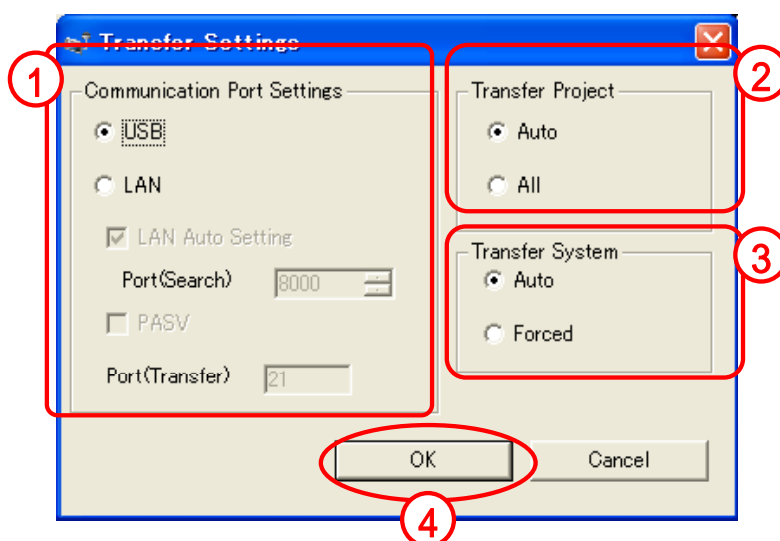 Transfer Settings
1
2
Communication Port Settings
Transfer Project
USB
Auto
LAN
All
LAN Auto Setting
3
Transfer System
Port(Search)
8000
Auto
PASV
Forced
Port(Transfer)
21
OK
Cancel
4